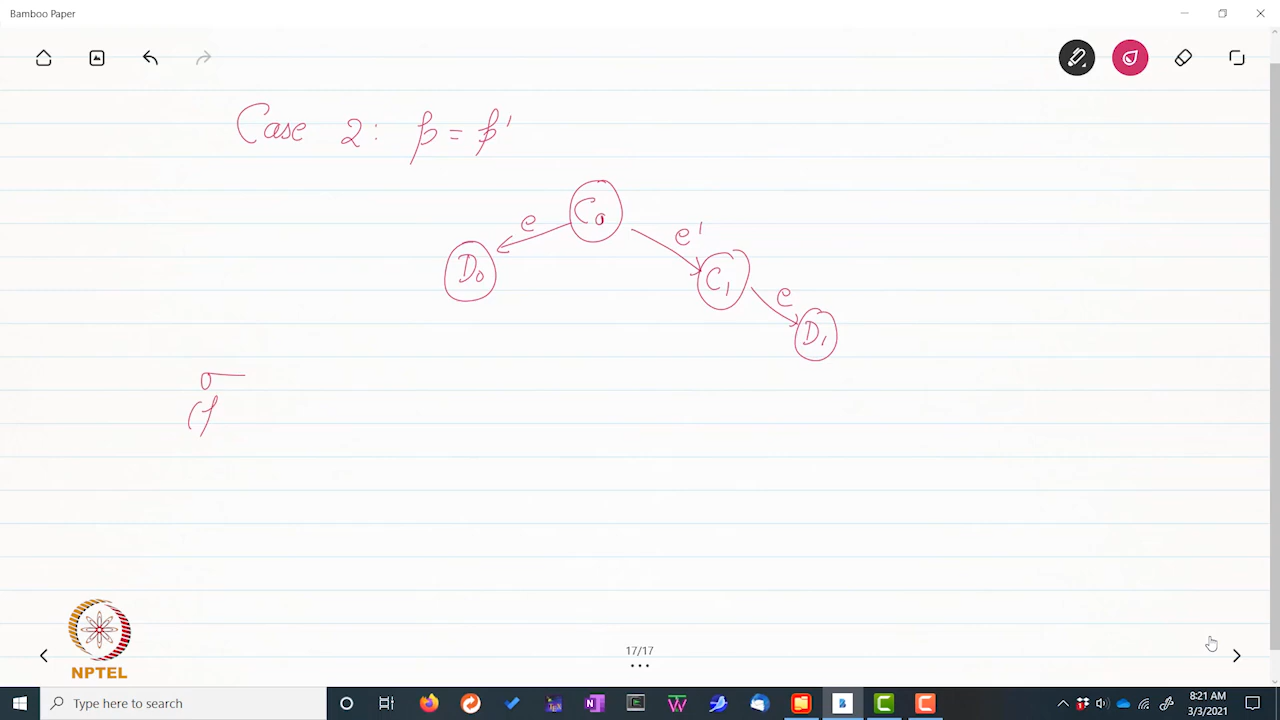 Bamboo Paper
Case 2: p = p'
C0
e
e'
D0
C1
e
D1
σ
NPTEL
17/17
Type here to search
8:21 AM
3/3/2021